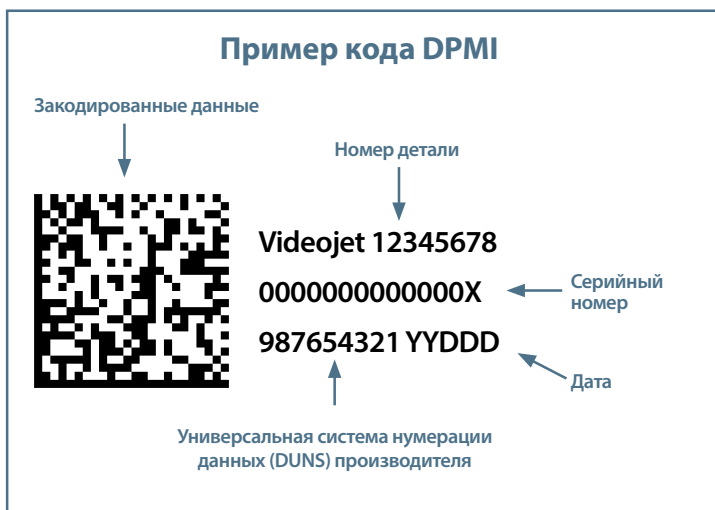 Пример кода DPMI
Закодированные данные
Номер детали
Videojet 12345678
0000000000000X
Серийный
номер
987654321 YYDDD
Дата
Универсальная система нумерации
данных (DUNS) производителя